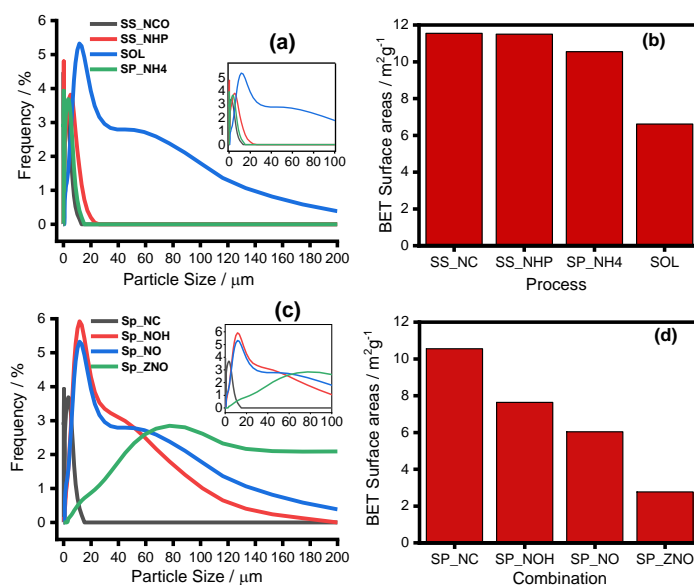 SS_NCO
SS_NHP
SOL
SP_NH4
(a)
Frequency / %
6
5
4
3
2
1
0
5
4
3
2
1
0
0 20 40 60 80 100
0 20 40 60 80 100 120 140 160 180 200
Particle Size / μm
(b)
BET Surface areas / m²g⁻¹
12
10
8
6
4
2
0
SS_NC SS_NHP SP_NH4 SOL
Process
Sp_NC
Sp_NOH
Sp_NO
Sp_ZNO
(c)
Frequency / %
6
5
4
3
2
1
0
6
5
4
3
2
1
0
0 20 40 60 80 100
0 20 40 60 80 100 120 140 160 180 200
Particle Size / μm
(d)
BET Surface areas / m²g⁻¹
12
10
8
6
4
2
0
SP_NC SP_NOH SP_NO SP_ZNO
Combination